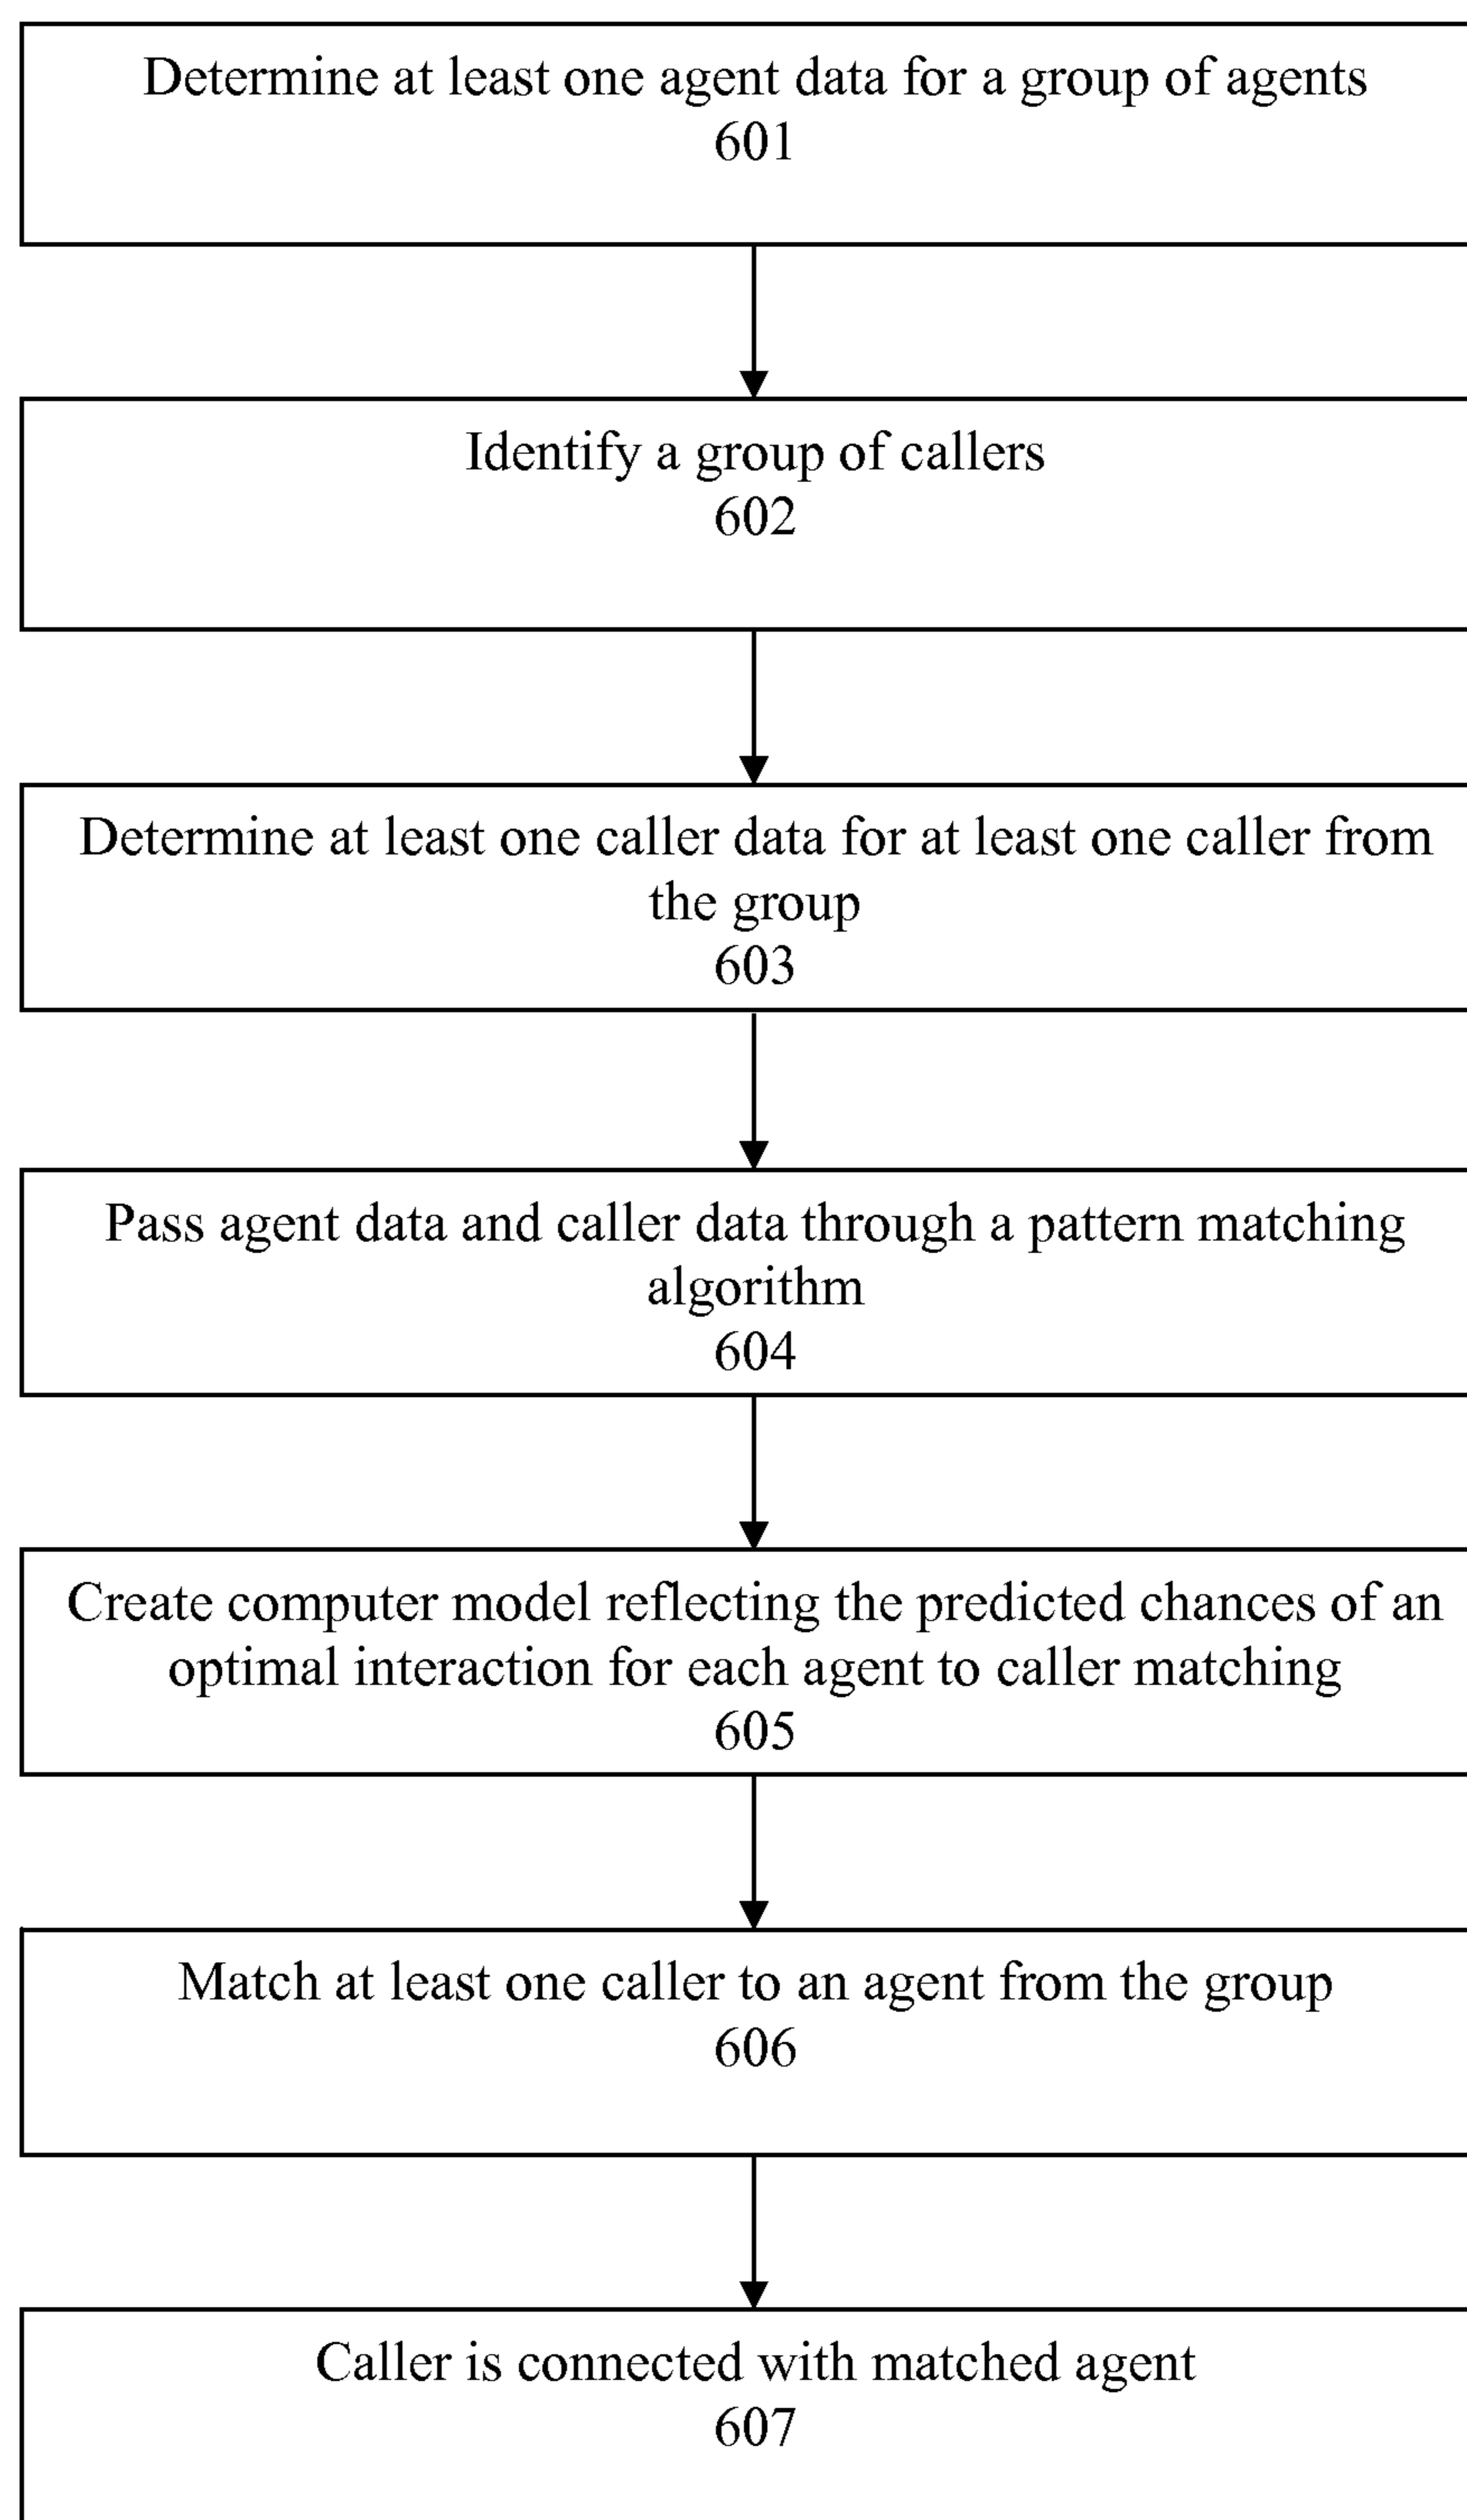 Determine at least one agent data for a group of agents
601
Identify a group of callers
602
Determine at least one caller data for at least one caller from
the group
603
Pass agent data and caller data through a pattern matching
algorithm
604
Create computer model reflecting the predicted chances of an
optimal interaction for each agent to caller matching
605
Match at least one caller to an agent from the group
606
Caller is connected with matched agent
607